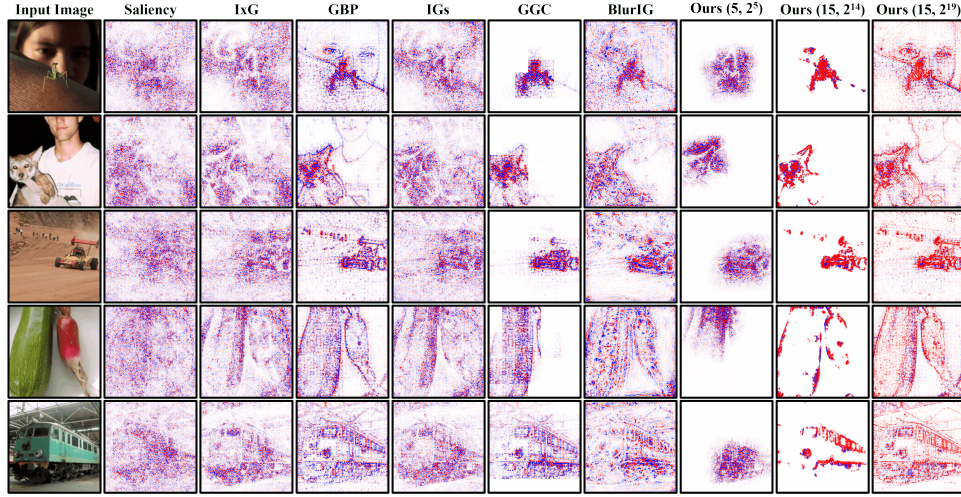 Input Image Saliency IxG GBP IGs GGC BlurIG Ours (5, 2⁵) Ours (15, 2¹⁴) Ours (15, 2¹⁹)